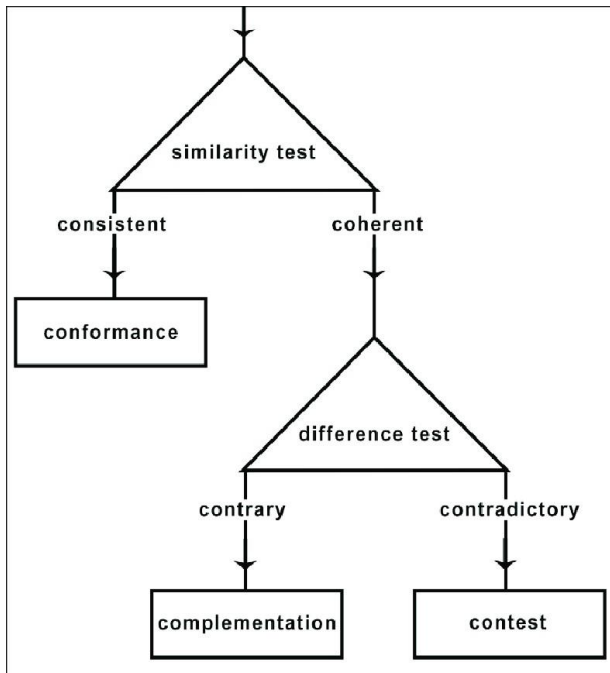 similarity test
consistent
coherent
conformance
difference test
contrary
contradictory
complementation
contest